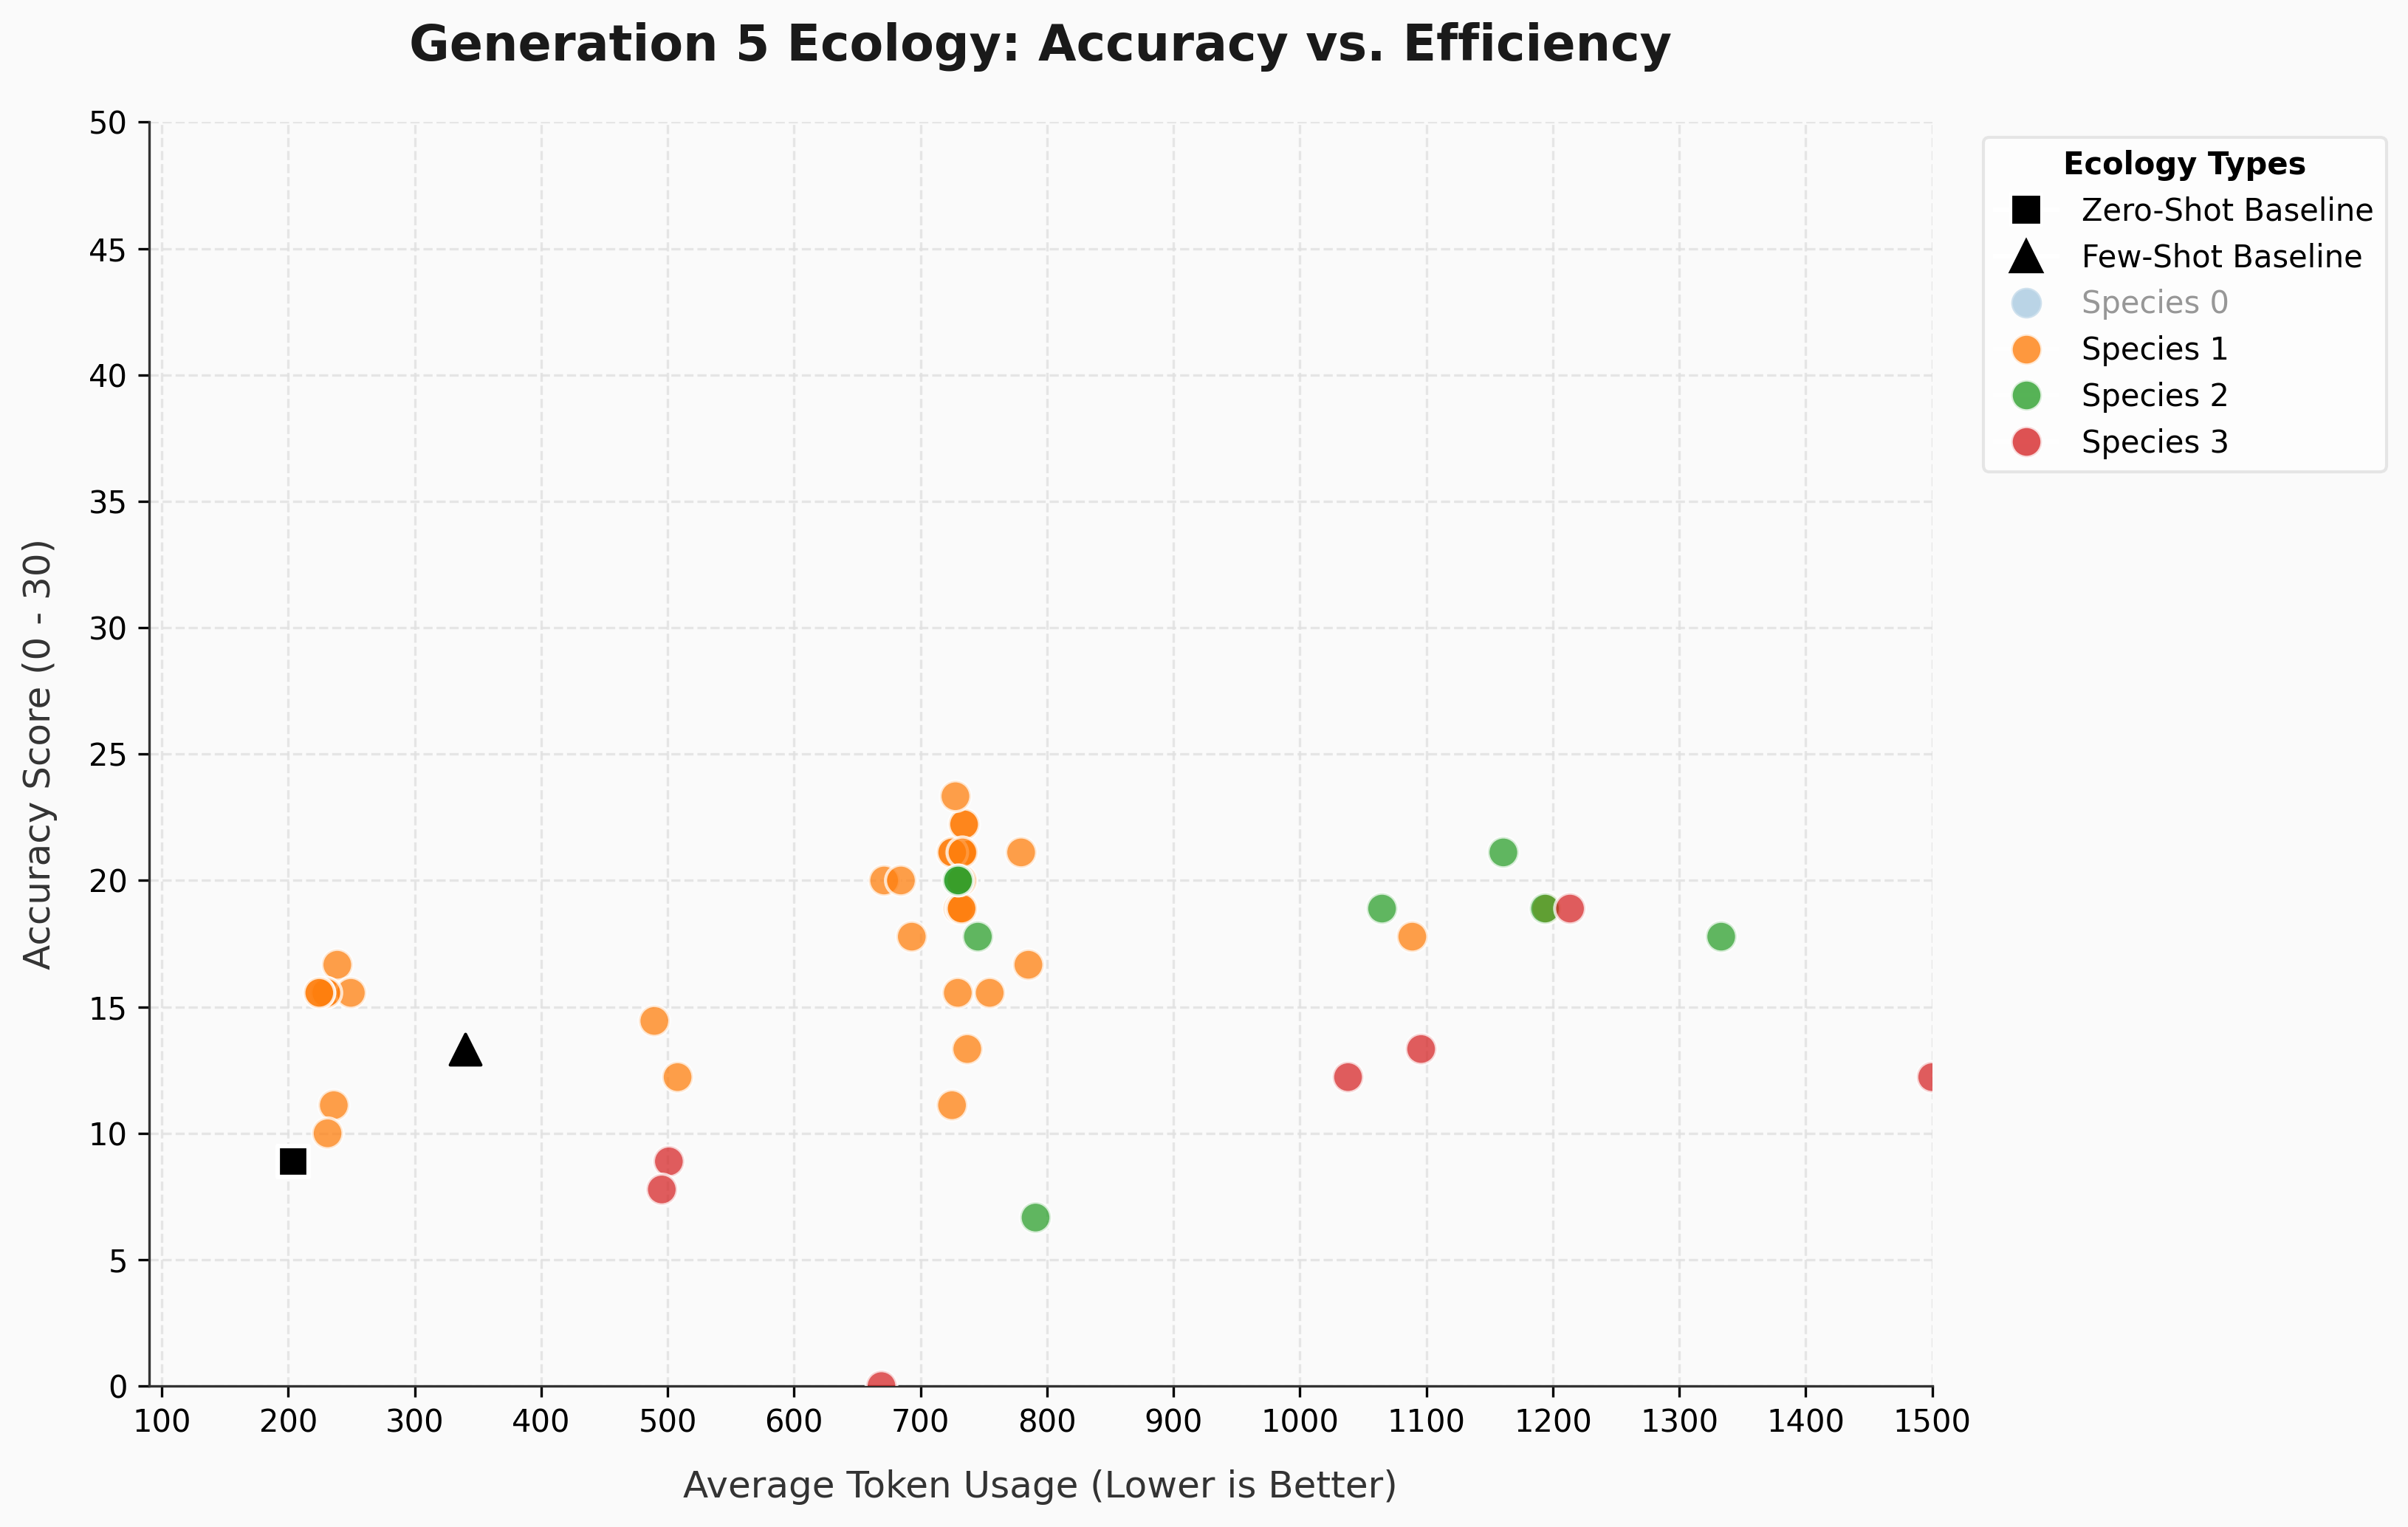 Generation 5 Ecology: Accuracy vs. Efficiency
50
45
40
35
30
25
20
15
10
5
0
Accuracy Score (0 - 30)
100 200 300 400 500 600 700 800 900 1000 1100 1200 1300 1400 1500
Average Token Usage (Lower is Better)
Ecology Types
Zero-Shot Baseline
Few-Shot Baseline
Species 0
Species 1
Species 2
Species 3